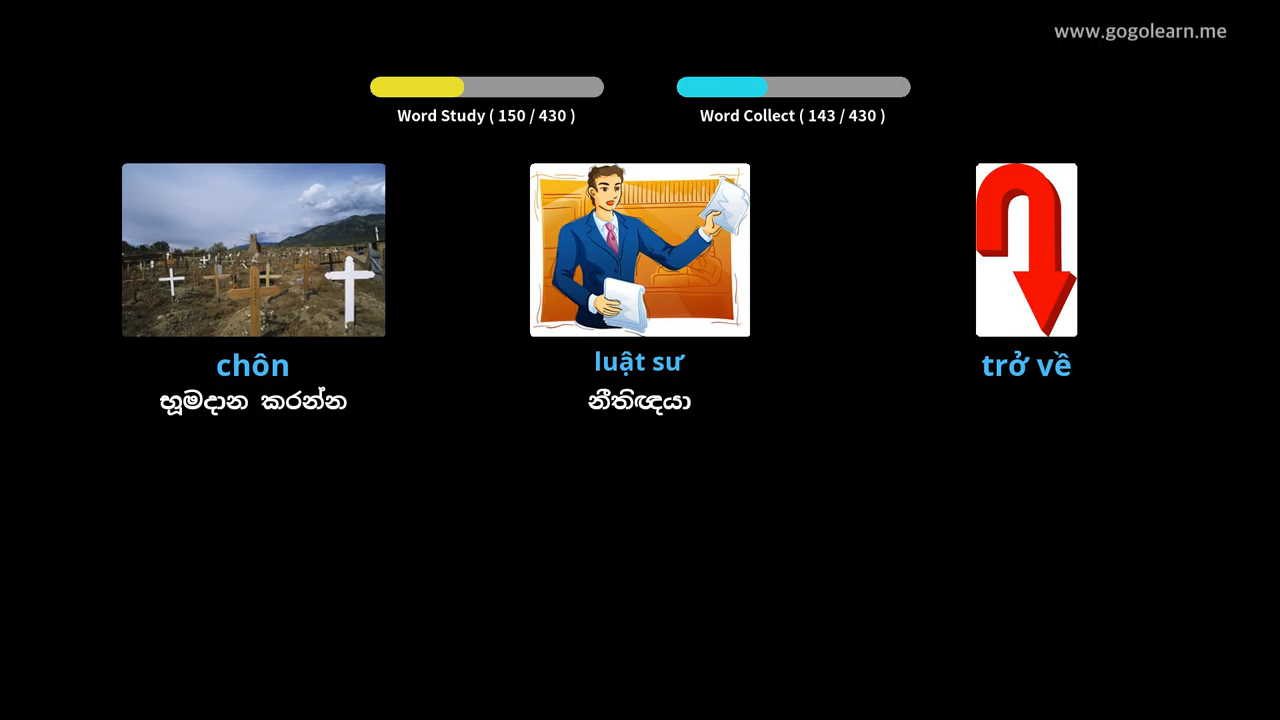 www.gogolearn.me
Word Study ( 150 / 430 )
Word Collect ( 143 / 430 )
chôn
භූමදාන කරන්න
luật sư
නීතිඥයා
trở về